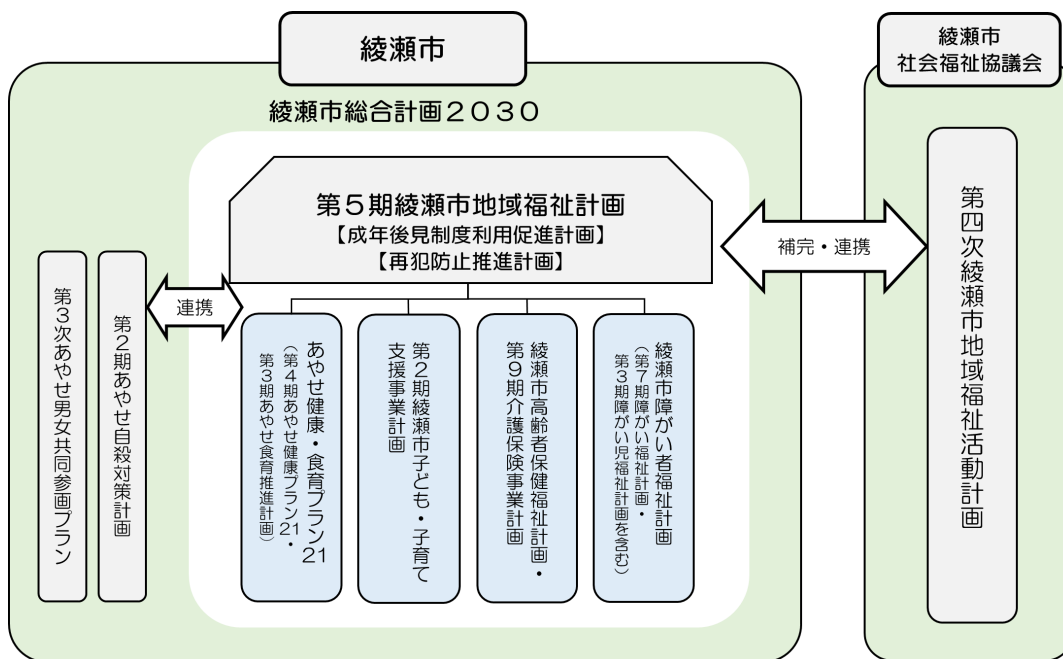 綾瀬市
綾瀬市
社会福祉協議会
綾瀬市総合計画２０３０
第５期綾瀬市地域福祉計画
【成年後見制度利用促進計画】
【再犯防止推進計画】
補完・連携
連携
第３次あやせ男女共同参画プラン
第２期あやせ自殺対策計画
あやせ健康・食育プラン21
（第４期あやせ健康プラン21・
第３期あやせ食育推進計画）
第２期綾瀬市子ども・子育て
支援事業計画
綾瀬市高齢者保健福祉計画・
第９期介護保険事業計画
綾瀬市障がい者福祉計画
（第７期障がい福祉計画・
第３期障がい児福祉計画を含む）
第四次綾瀬市地域福祉活動計画